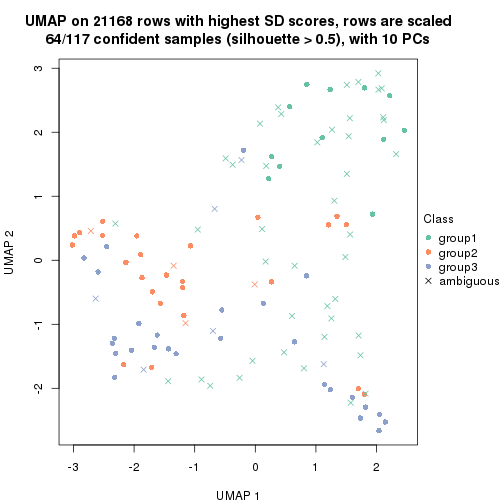 UMAP on 21168 rows with highest SD scores, rows are scaled
64/117 confident samples (silhouette > 0.5), with 10 PCs
3
2
1
0
-1
-2
UMAP 2
-3
-2
-1
0
1
2
UMAP 1
Class
group1
group2
group3
ambiguous